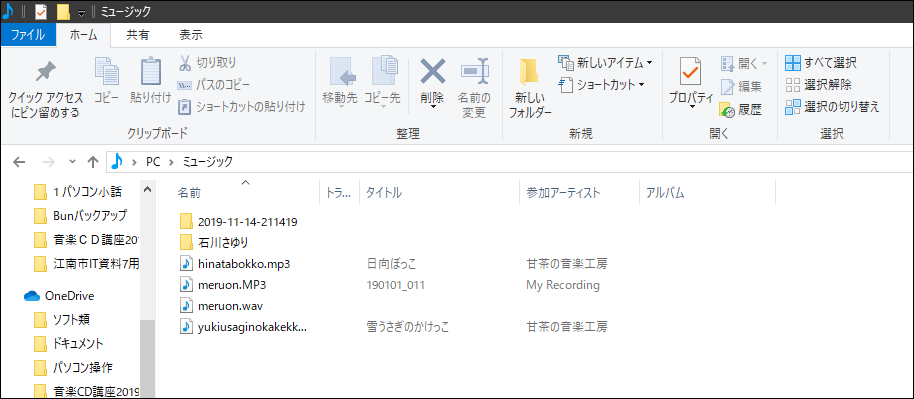 ミュージック
ファイル ホーム 共有 表示
クイック アクセス
にピン留めする
コピー
貼り付け
切り取り
パスのコピー
ショートカットの貼り付け
クリップボード
移動先
コピー先
削除
名前の
変更
整理
新しい
フォルダー
新しいアイテム
ショートカット
新規
プロパティ
開く
編集
履歴
開く
すべて選択
選択解除
選択の切り替え
選択
PC ミュージック
1 パソコン小話
Bunバックアップ
音楽CD講座201
江南市IT資料7用
OneDrive
ソフト類
ドキュメント
パソコン操作
音楽CD講座2019
名前 トラ... タイトル 参加アーティスト アルバム
2019-11-14-211419
石川さゆり
hinatabokko.mp3 日向ぼっこ 甘茶の音楽工房
meruon.MP3 190101_011 My Recording
meruon.wav
yukiusaginokakekk... 雪うさぎのかけっこ 甘茶の音楽工房